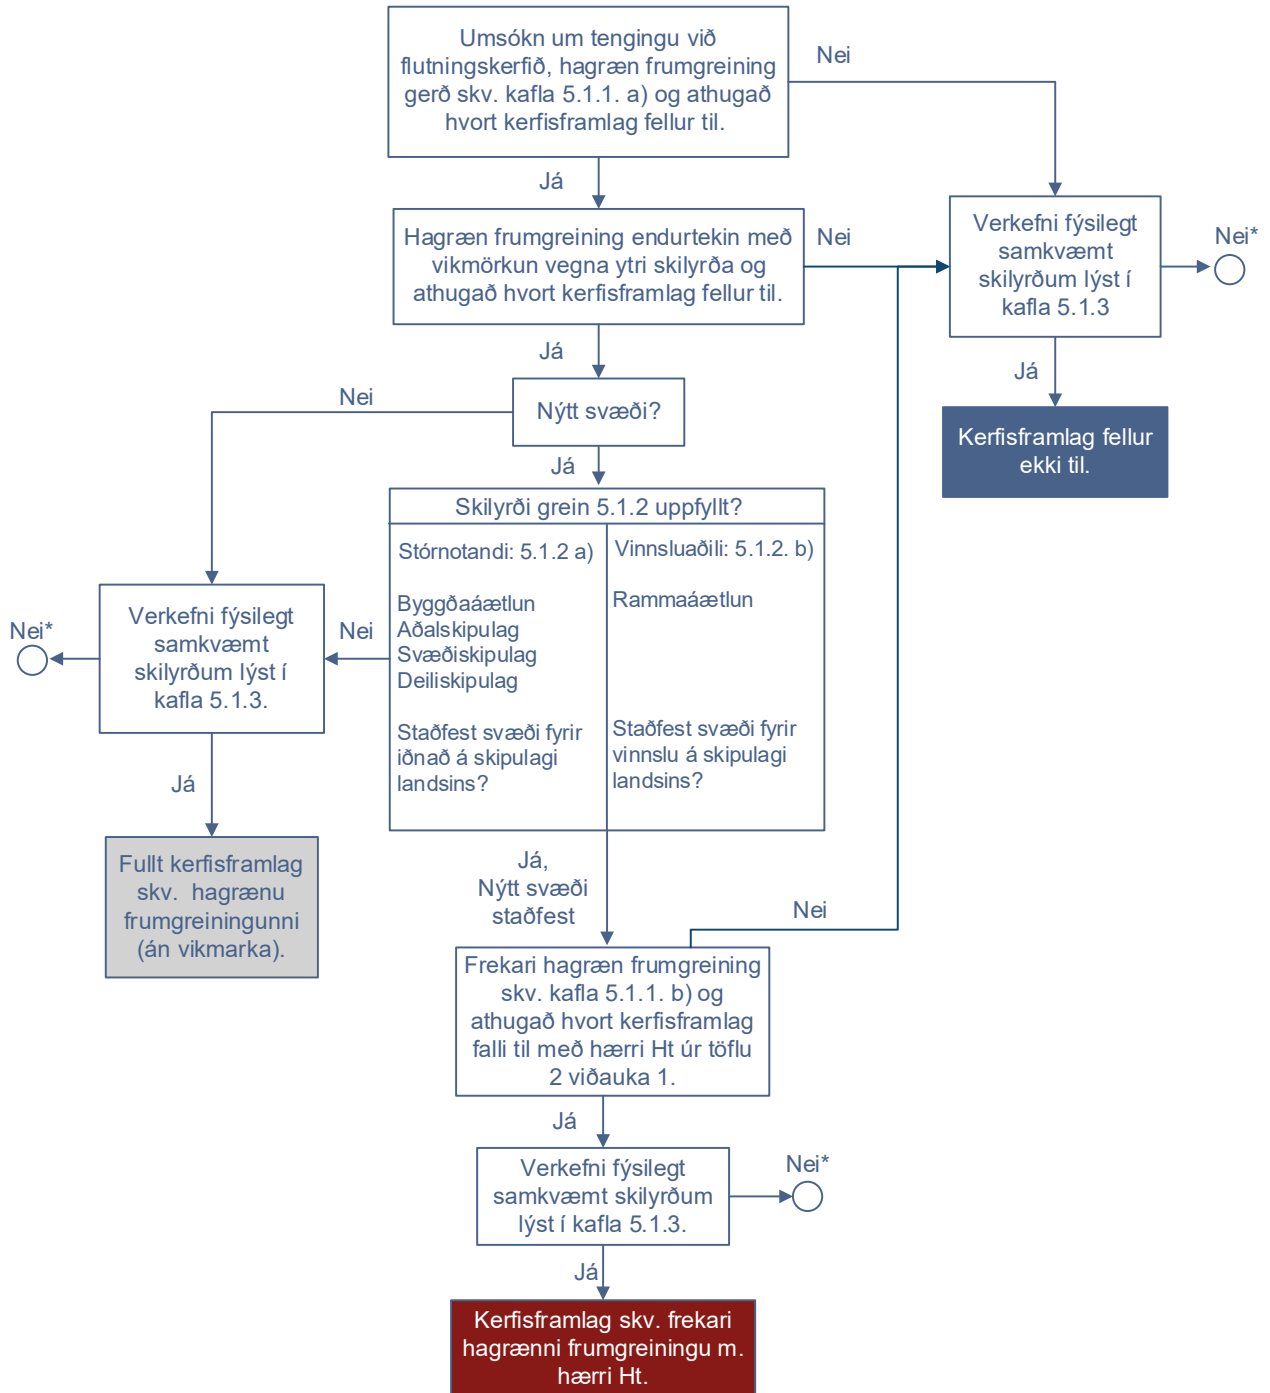 Umsókn um tengingu við
flutningskerfið, hagræn frumgreining
gerð skv. kafla 5.1.1. a) og athugað
hvort kerfisframlag fellur til.
Nei
Já
Hagræn frumgreining endurtekin með
vikmörkun vegna ytri skilyrða og
athugað hvort kerfisframlag fellur til.
Nei
Verkefni fýsilegt
samkvæmt
skilyrðum lýst í
kafla 5.1.3
Nei*
Já
Kerfisframlag fellur
ekki til.
Já
Nýtt svæði?
Nei
Já
Skilyrði grein 5.1.2 uppfyllt?
Stórnotandi: 5.1.2 a)
Byggðaáætlun
Aðalskipulag
Svæðiskipulag
Deiliskipulag
Staðfest svæði fyrir
iðnað á skipulagi
landsins?
Vinnsluaðili: 5.1.2. b)
Rammaáætlun
Staðfest svæði fyrir
vinnslu á skipulagi
landsins?
Nei
Verkefni fýsilegt
samkvæmt
skilyrðum lýst í
kafla 5.1.3.
Nei*
Já
Fullt kerfisframlag
skv. hagrænu
frumgreiningunni
(án vikmarka).
Já,
Nýtt svæði
staðfest
Nei
Frekari hagræn frumgreining
skv. kafla 5.1.1. b) og
athugað hvort kerfisframlag
falli til með hærri Ht úr töflu
2 viðauka 1.
Já
Verkefni fýsilegt
samkvæmt skilyrðum
lýst í kafla 5.1.3.
Nei*
Já
Kerfisframlag skv. frekari
hagrænni frumgreiningu m.
hærri Ht.